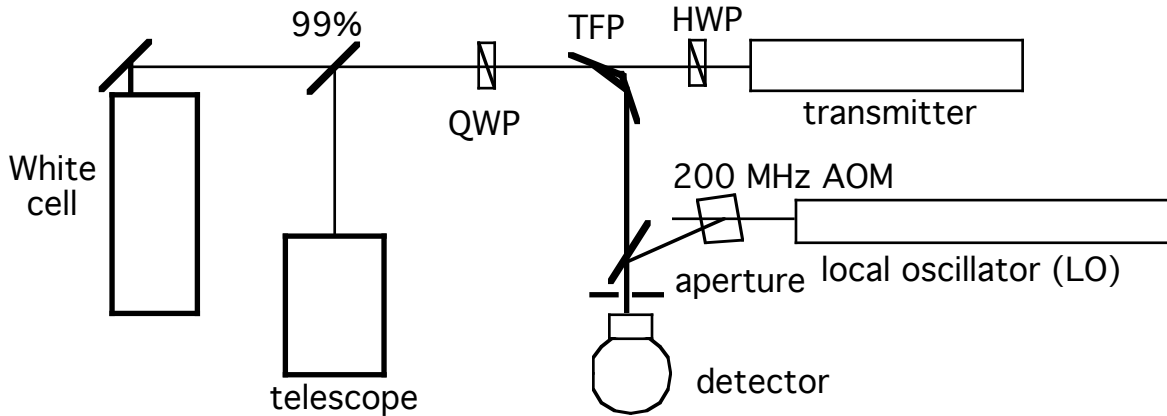 99%
TFP
HWP
QWP
transmitter
White
cell
200 MHz AOM
aperture
local oscillator (LO)
telescope
detector